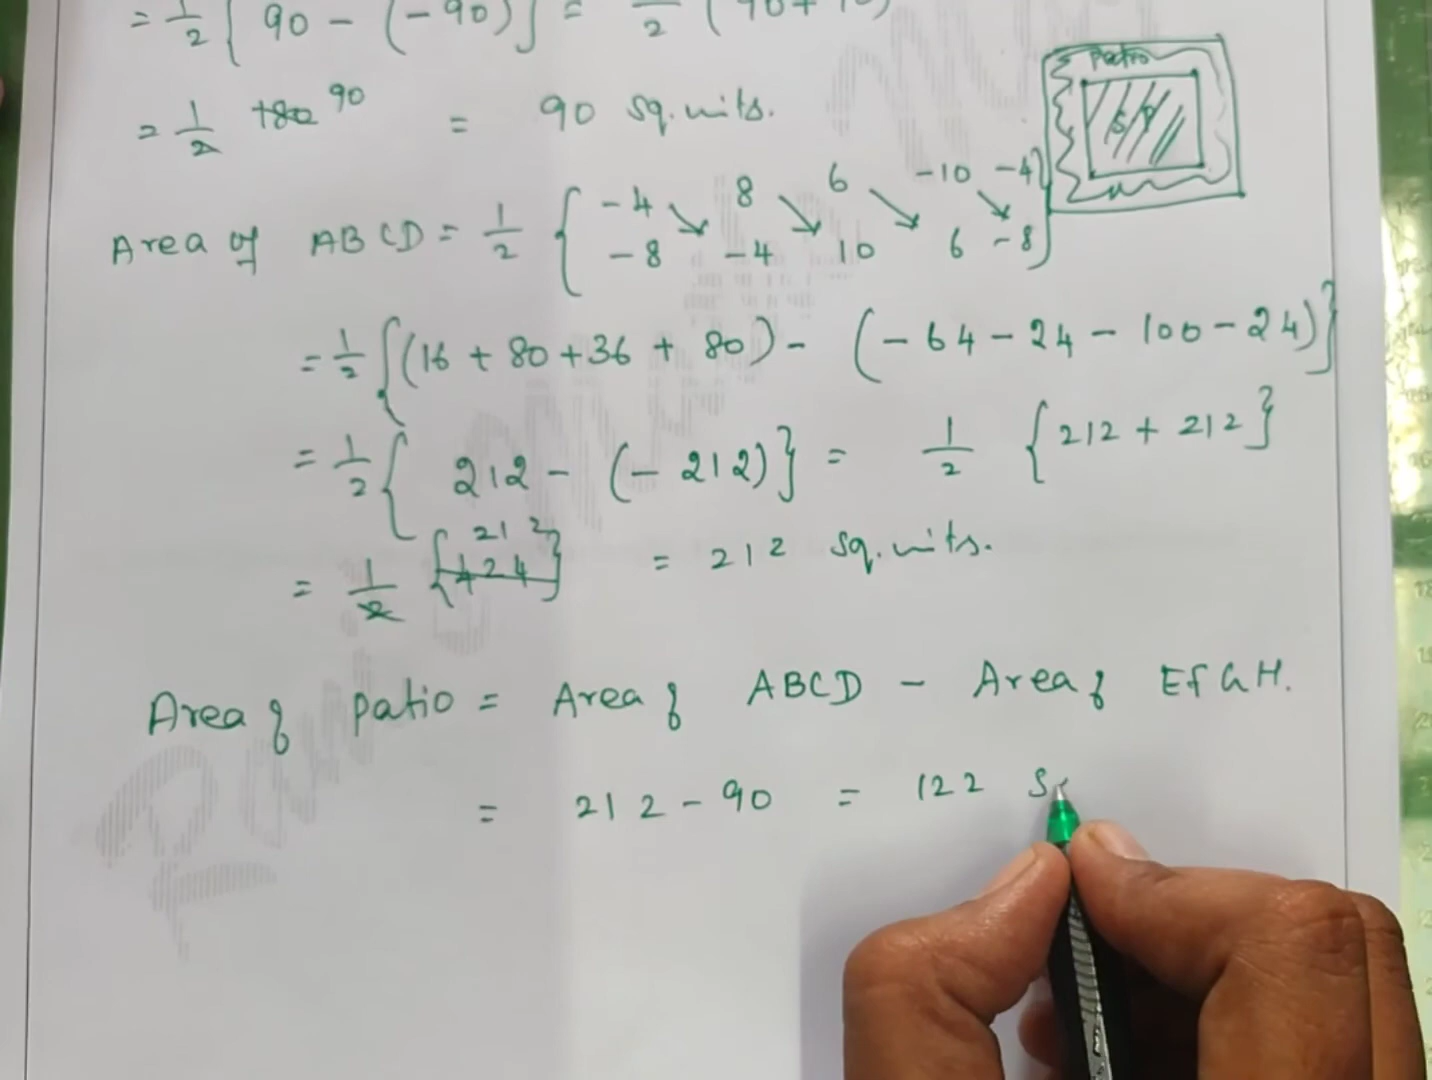 = 1/2 { 90 - (-90) } = 1/2 (90+90)
= 1/2 180 90 = 90 sq.units.
Patio
S.P
Area of ABCD = 1/2 { -4 8 6 -10 -4
-8 -4 10 6 -8 }
= 1/2 { (16 + 80 + 36 + 80) - (-64 - 24 - 100 - 24) }
= 1/2 { 212 - (-212) } = 1/2 { 212 + 212 }
= 1/2 { 424 } 212 = 212 sq.units.
Area of patio = Area of ABCD - Area of EFGH.
= 212 - 90 = 122 s